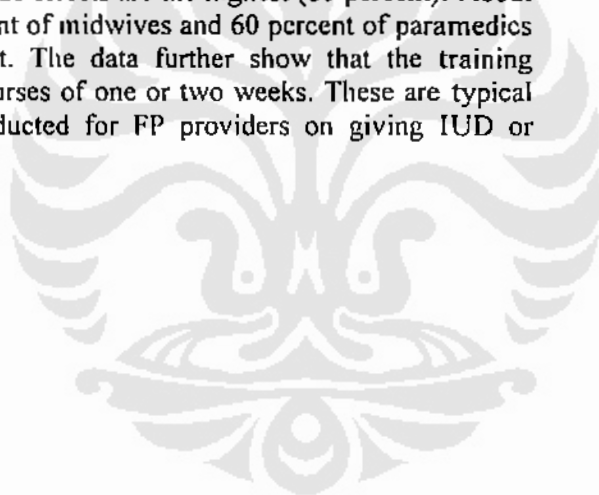 nt of midwives and 60 percent of paramedics
t. The data further show that the training
urses of one or two weeks. These are typical
ducted for FP providers on giving IUD or